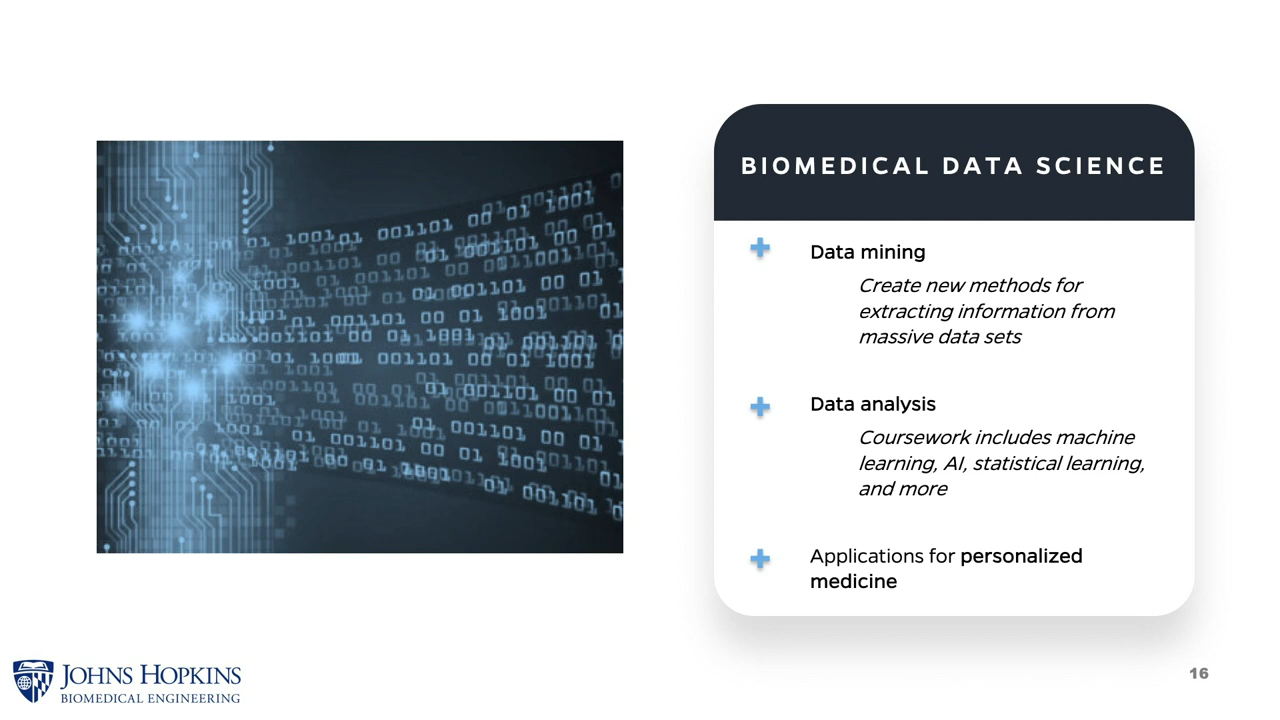 BIOMEDICAL DATA SCIENCE
Data mining
Create new methods for
extracting information from
massive data sets
Data analysis
Coursework includes machine
learning, AI, statistical learning,
and more
Applications for personalized
medicine
JOHNS HOPKINS
BIOMEDICAL ENGINEERING
16